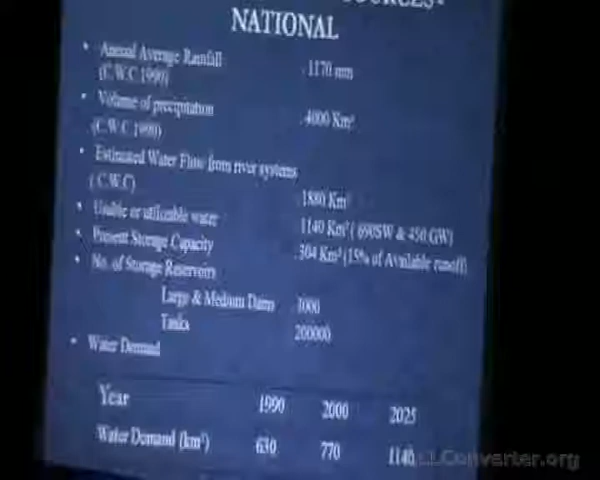 NATIONAL
• Annual Average Rainfall : 1170 mm
(C.W.C 1990)
• Volume of precipitation : 4000 Km³
(C.W.C 1990)
• Estimated Water Flow from river systems
( C.W.C) : 1880 Km³
• Usable or utilizable water : 1140 Km³ ( 690SW & 450 GW)
• Present Storage Capacity : 304 Km³ (15% of Available runoff)
• No. of Storage Reservoirs
Large & Medium Dams : 1000
Tanks 200000
• Water Demand
Year 1990 2000 2025
Water Demand (km³) 630 770 1140